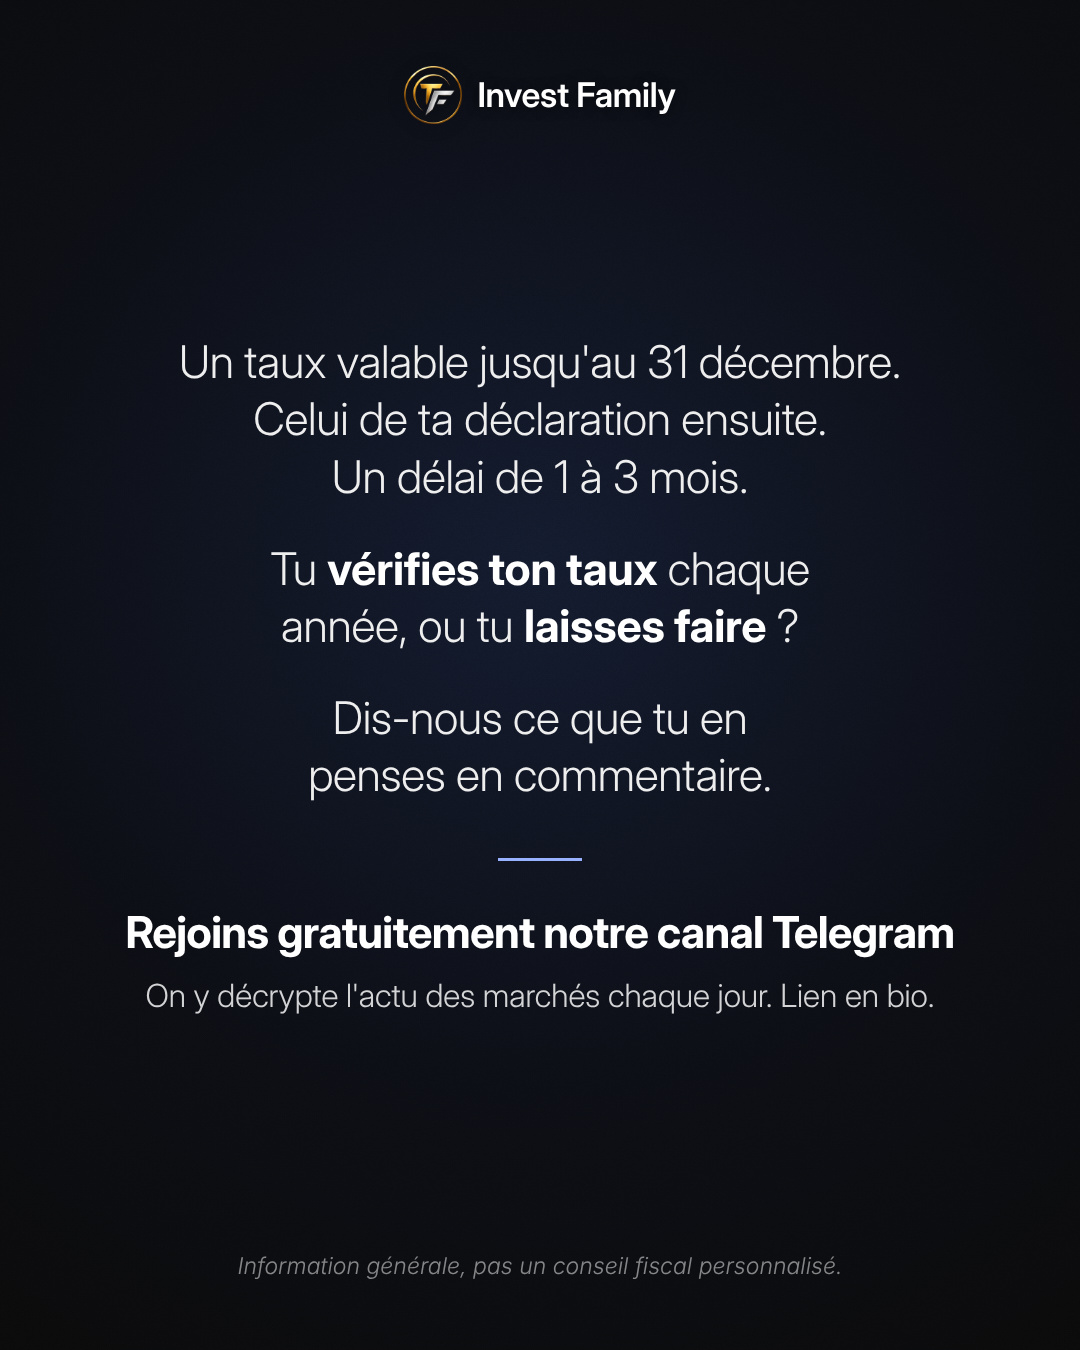 TF Invest Family
Un taux valable jusqu'au 31 décembre.
Celui de ta déclaration ensuite.
Un délai de 1 à 3 mois.
Tu vérifies ton taux chaque
année, ou tu laisses faire ?
Dis-nous ce que tu en
penses en commentaire.
Rejoins gratuitement notre canal Telegram
On y décrypte l'actu des marchés chaque jour. Lien en bio.
Information générale, pas un conseil fiscal personnalisé.